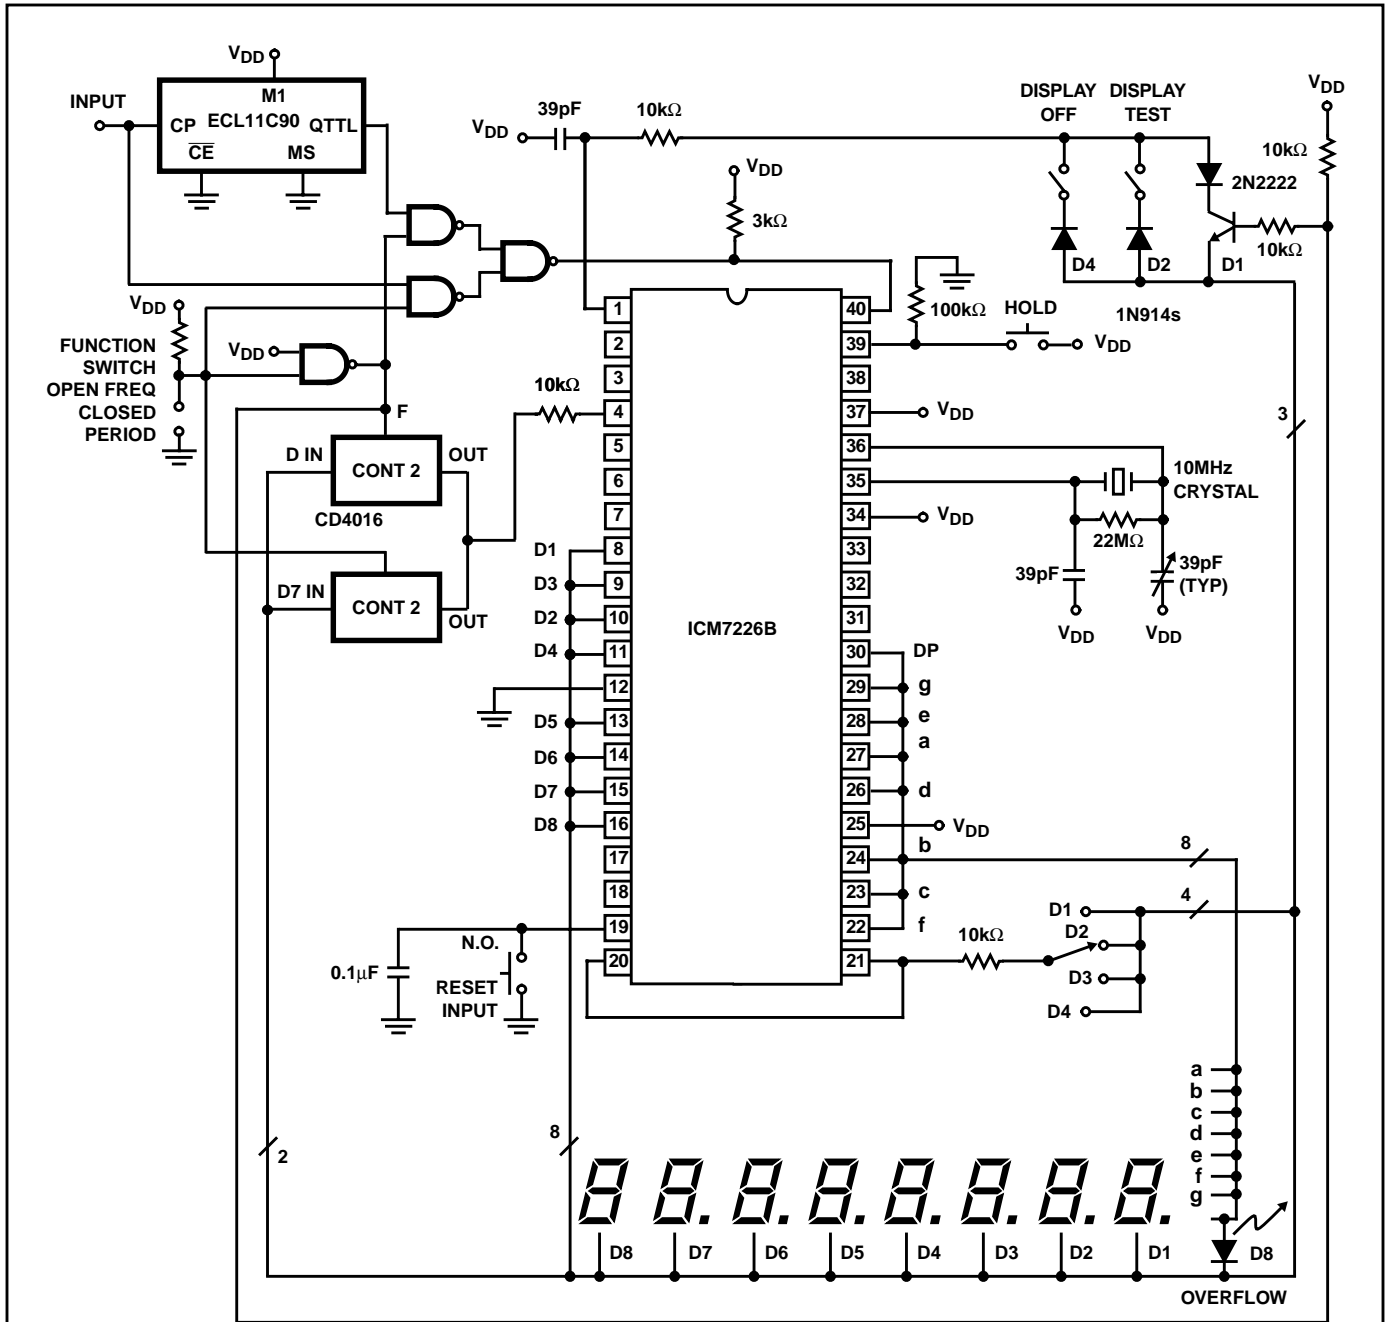 VDD
INPUT
M1
CP ECL11C90 QTTL
CE MS
39pF
VDD
10kΩ
DISPLAY OFF
DISPLAY TEST
VDD
10kΩ
2N2222
10kΩ
D4
D2
D1
1N914s
VDD
3kΩ
100kΩ
HOLD
VDD
VDD
FUNCTION
SWITCH
OPEN FREQ
CLOSED
PERIOD
VDD
F
D IN
CONT 2
OUT
CD4016
D7 IN
CONT 2
OUT
10kΩ
ICM7226B
1
2
3
4
5
6
7
D1 8
D3 9
D2 10
D4 11
12
D5 13
D6 14
D7 15
D8 16
17
18
19
20
40
39
38
37 VDD
36
35
34 VDD
33
32
31
30 DP
29 g
28 e
27 a
26 d
25 VDD
24 b
23 c
22 f
21
10MHz
CRYSTAL
22MΩ
39pF
39pF
(TYP)
VDD
VDD
3
8
4
10kΩ
D1
D2
D3
D4
0.1µF
N.O.
RESET
INPUT
2
8
a
b
c
d
e
f
g
D8
D7
D6
D5
D4
D3
D2
D1
D8
OVERFLOW